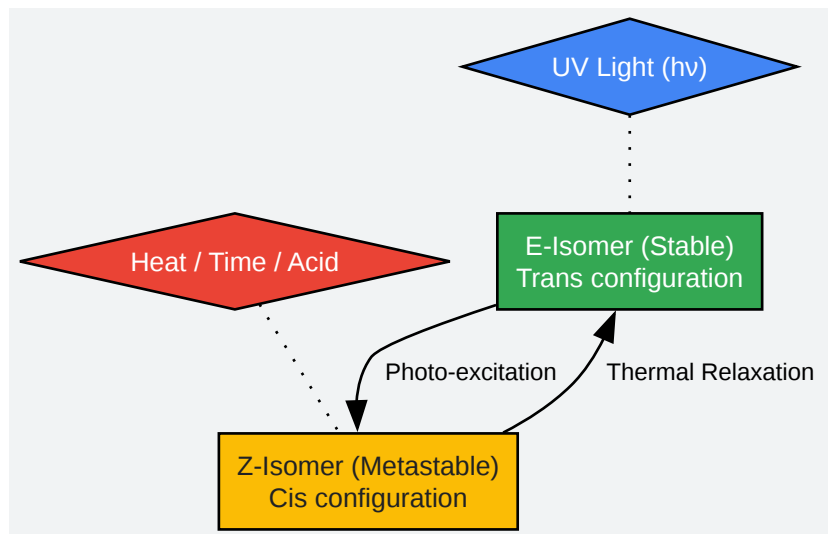 UV Light (hν)
Heat / Time / Acid
E-Isomer (Stable)
Trans configuration
Photo-excitation
Thermal Relaxation
Z-Isomer (Metastable)
Cis configuration